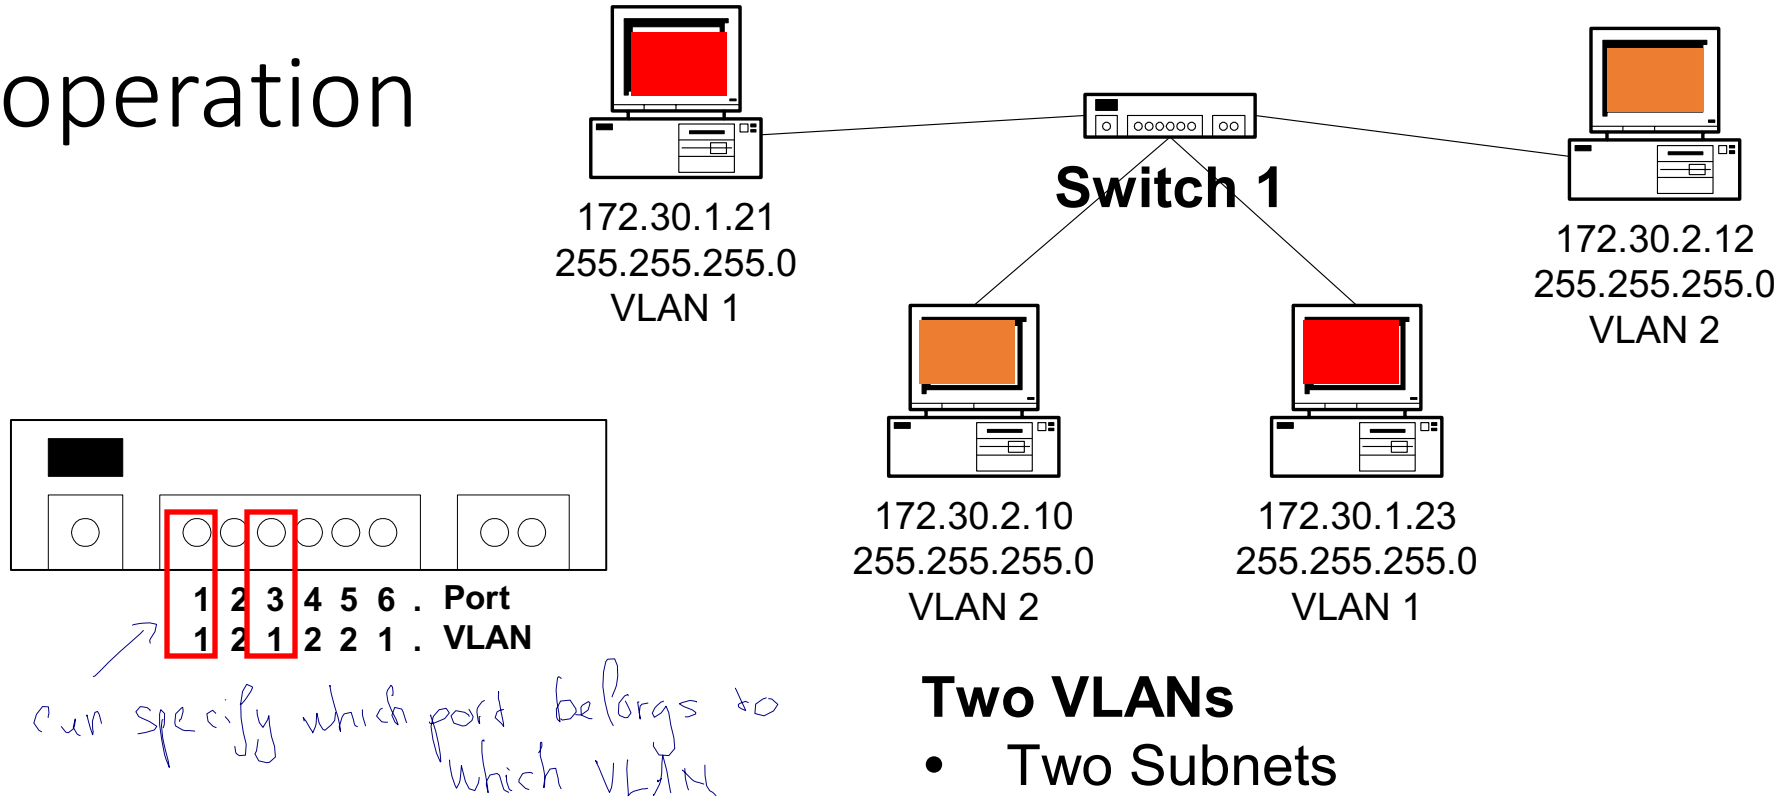 operation
172.30.1.21
255.255.255.0
VLAN 1
Switch 1
172.30.2.12
255.255.255.0
VLAN 2
172.30.2.10
255.255.255.0
VLAN 2
172.30.1.23
255.255.255.0
VLAN 1
1 2 3 4 5 6 . Port
1 2 1 2 2 1 . VLAN
can specify which port belongs to
which VLAN
Two VLANs
• Two Subnets